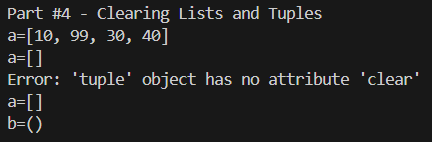 Part #4 - Clearing Lists and Tuples
a=[10, 99, 30, 40]
a=[]
Error: 'tuple' object has no attribute 'clear'
a=[]
b=()